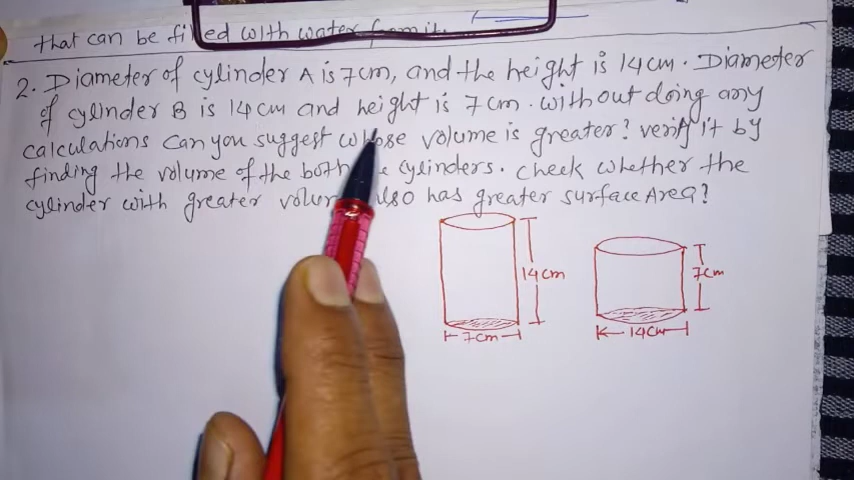 that can be filled with water from it.
2. Diameter of cylinder A is 7cm, and the height is 14cm. Diameter
of cylinder B is 14cm and height is 7cm. without doing any
calculations can you suggest whose volume is greater? verify it by
finding the volume of the both cylinders. check whether the
cylinder with greater volume also has greater surface Area?
14cm
7cm
7cm
14cm